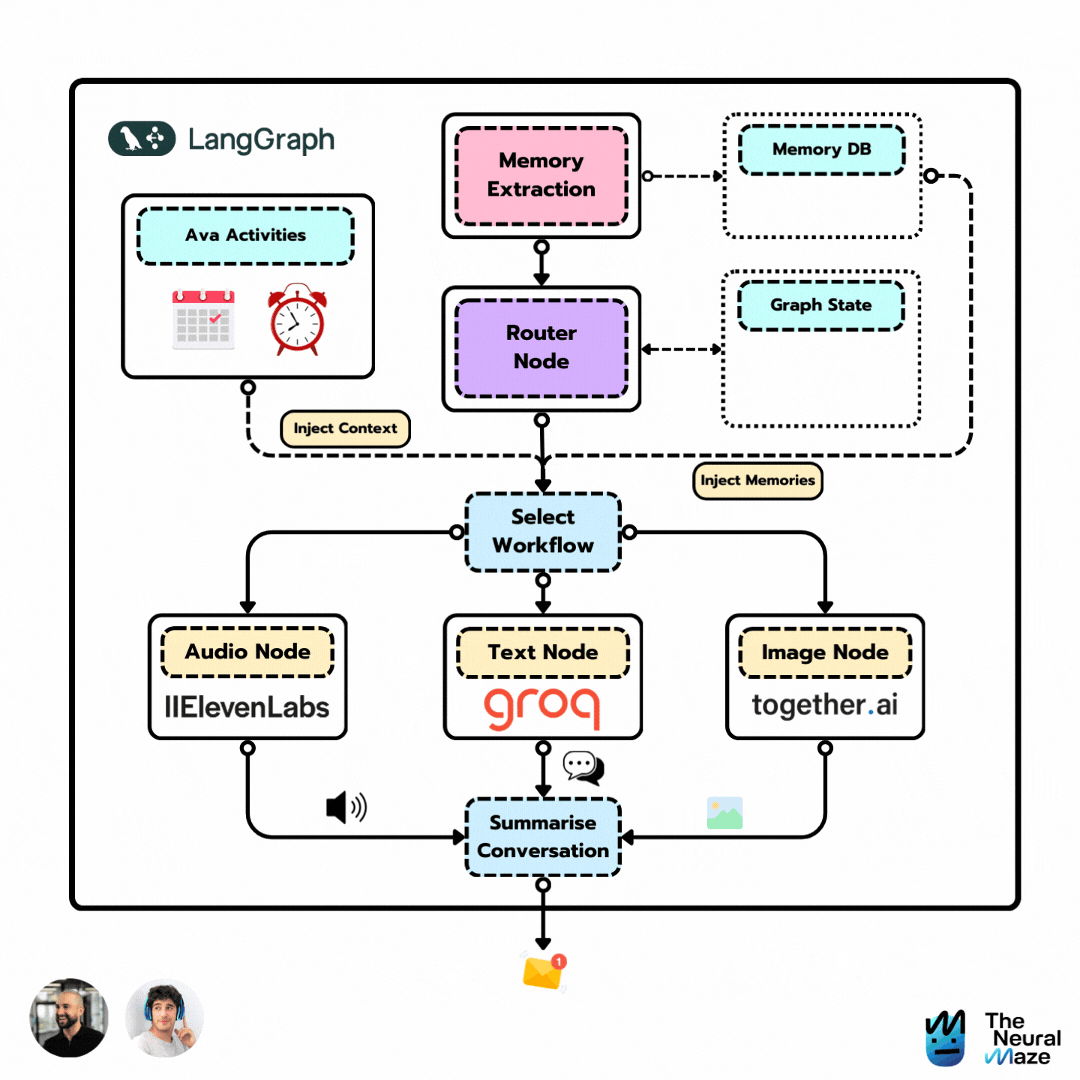 LangGraph
Memory
Extraction
Memory DB
Ava Activities
Graph State
Router
Node
Inject Context
Inject Memories
Select
Workflow
Audio Node
IIElevenLabs
Text Node
groq
Image Node
together.ai
Summarise
Conversation
1
The
Neural
Maze